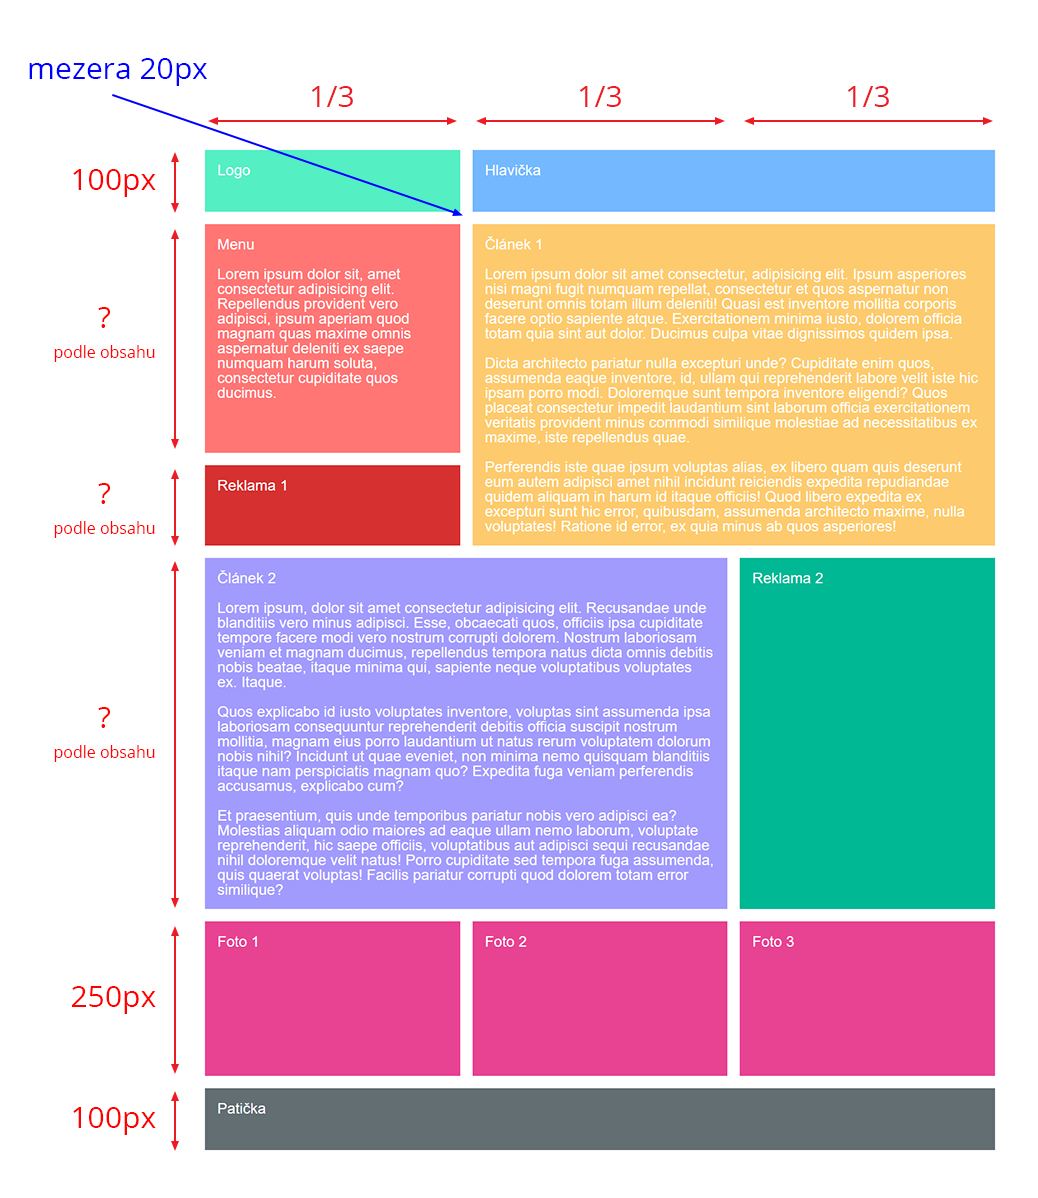 mezera 20px
1/3
1/3
1/3
100px
Logo
Hlavička
?
podle obsahu
Menu
Lorem ipsum dolor sit, amet
consectetur adipisicing elit.
Repellendus provident vero
adipisci, ipsum aperiam quod
magnam quas maxime omnis
aspernatur deleniti ex saepe
numquam harum soluta,
consectetur cupiditate quos
ducimus.
Článek 1
Lorem ipsum dolor sit amet consectetur, adipisicing elit. Ipsum asperiores
nisi magni fugit numquam repellat, consectetur et quos aspernatur non
deserunt omnis totam illum deleniti! Quasi est inventore mollitia corporis
facere optio sapiente atque. Exercitationem minima iusto, dolorem officia
totam quia sint aut dolor. Ducimus culpa vitae dignissimos quidem ipsa.
Dicta architecto pariatur nulla excepturi unde? Cupiditate enim quos,
assumenda eaque inventore, id, ullam qui reprehenderit labore velit iste hic
ipsam porro modi. Doloremque sunt tempora inventore eligendi? Quos
placeat consectetur impedit laudantium sint laborum officia exercitationem
veritatis provident minus commodi similique molestiae ad necessitatibus ex
maxime, iste repellendus quae.
Perferendis iste quae ipsum voluptas alias, ex libero quam quis deserunt
eum autem adipisci amet nihil incidunt reiciendis expedita repudiandae
quidem aliquam in harum id itaque officiis! Quod libero expedita ex
excepturi sunt hic error, quibusdam, assumenda architecto maxime, nulla
voluptates! Ratione id error, ex quia minus ab quos asperiores!
?
podle obsahu
Reklama 1
?
podle obsahu
Článek 2
Lorem ipsum, dolor sit amet consectetur adipisicing elit. Recusandae unde
blanditiis vero minus adipisci. Esse, obcaecati quos, officiis ipsa cupiditate
tempore facere modi vero nostrum corrupti dolorem. Nostrum laboriosam
veniam et magnam ducimus, repellendus tempora natus dicta omnis debitis
nobis beatae, itaque minima qui, sapiente neque voluptatibus voluptates
ex. Itaque.
Quos explicabo id iusto voluptates inventore, voluptas sint assumenda ipsa
laboriosam consequuntur reprehenderit debitis officia suscipit nostrum
mollitia, magnam eius porro laudantium ut natus rerum voluptatem dolorum
nobis nihil? Incidunt ut quae eveniet, non minima nemo quisquam blanditiis
itaque nam perspiciatis magnam quo? Expedita fuga veniam perferendis
accusamus, explicabo cum?
Et praesentium, quis unde temporibus pariatur nobis vero adipisci ea?
Molestias aliquam odio maiores ad eaque ullam nemo laborum, voluptate
reprehenderit, hic saepe officiis, voluptatibus aut adipisci sequi recusandae
nihil doloremque velit natus! Porro cupiditate sed tempora fuga assumenda,
quis quaerat voluptas! Facilis pariatur corrupti quod dolorem totam error
similique?
Reklama 2
250px
Foto 1
Foto 2
Foto 3
100px
Patička